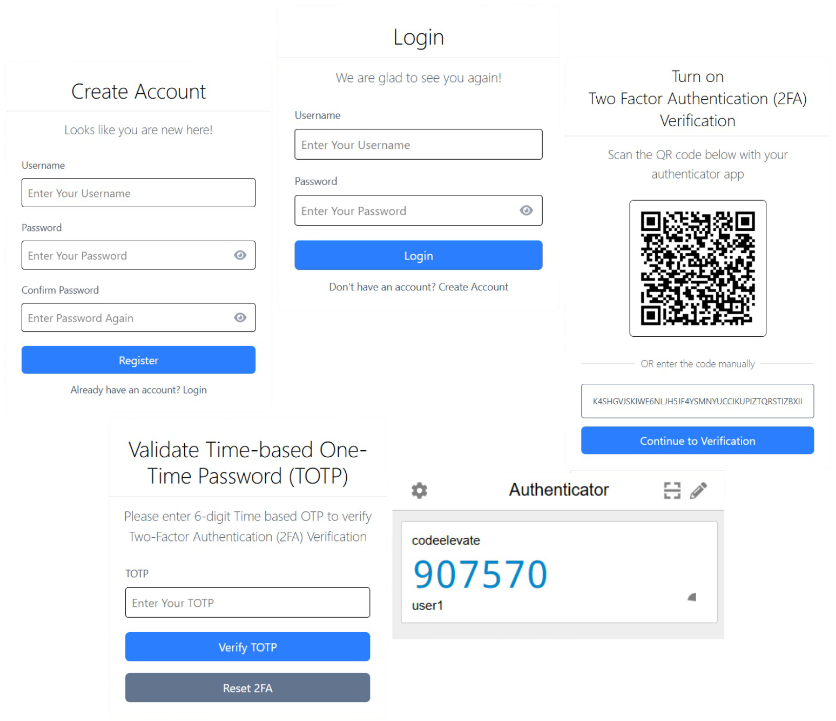 Create Account
Looks like you are new here!
Username
Enter Your Username
Password
Enter Your Password
Confirm Password
Enter Password Again
Register
Already have an account? Login
Login
We are glad to see you again!
Username
Enter Your Username
Password
Enter Your Password
Login
Don't have an account? Create Account
Turn on
Two Factor Authentication (2FA)
Verification
Scan the QR code below with your
authenticator app
OR enter the code manually
Continue to Verification
Validate Time-based One-
Time Password (TOTP)
Please enter 6-digit Time based OTP to verify
Two-Factor Authentication (2FA) Verification
TOTP
Enter Your TOTP
Verify TOTP
Reset 2FA
Authenticator
codeelevate
907570
user1